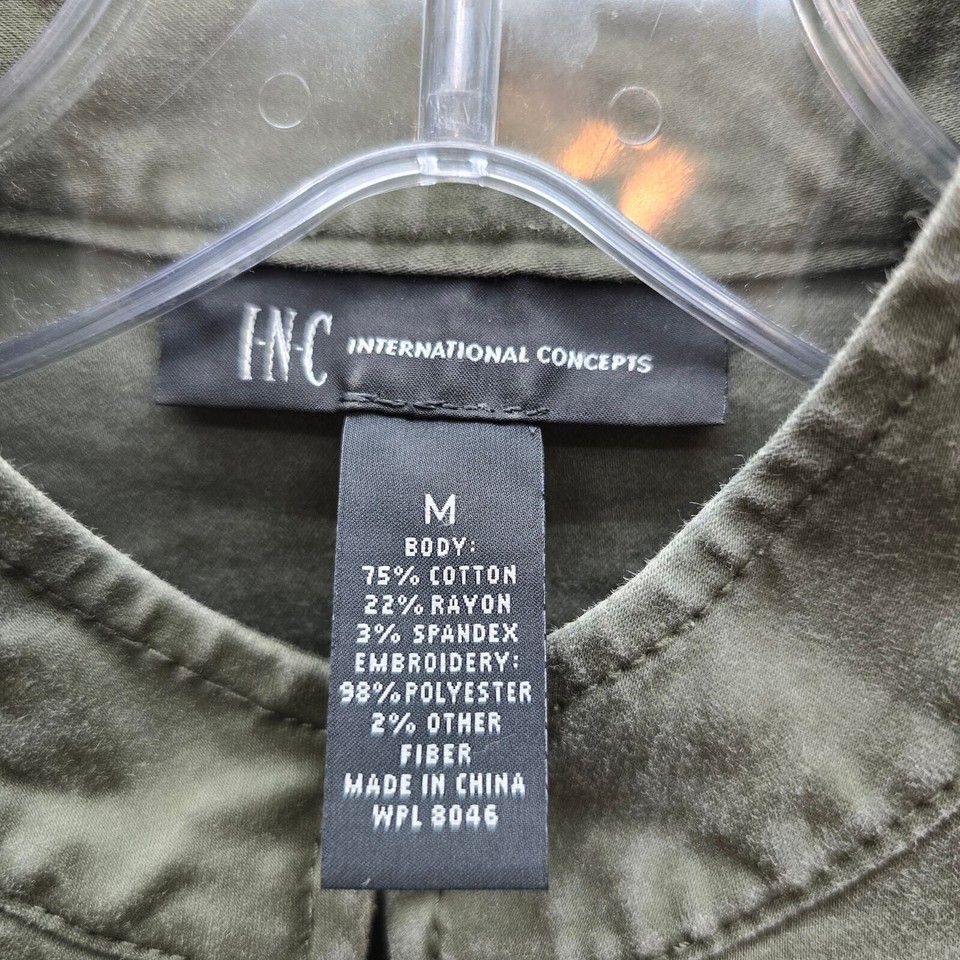 I·N·C INTERNATIONAL CONCEPTS
M
BODY:
75% COTTON
22% RAYON
3% SPANDEX
EMBROIDERY:
98% POLYESTER
2% OTHER
FIBER
MADE IN CHINA
WPL 8046